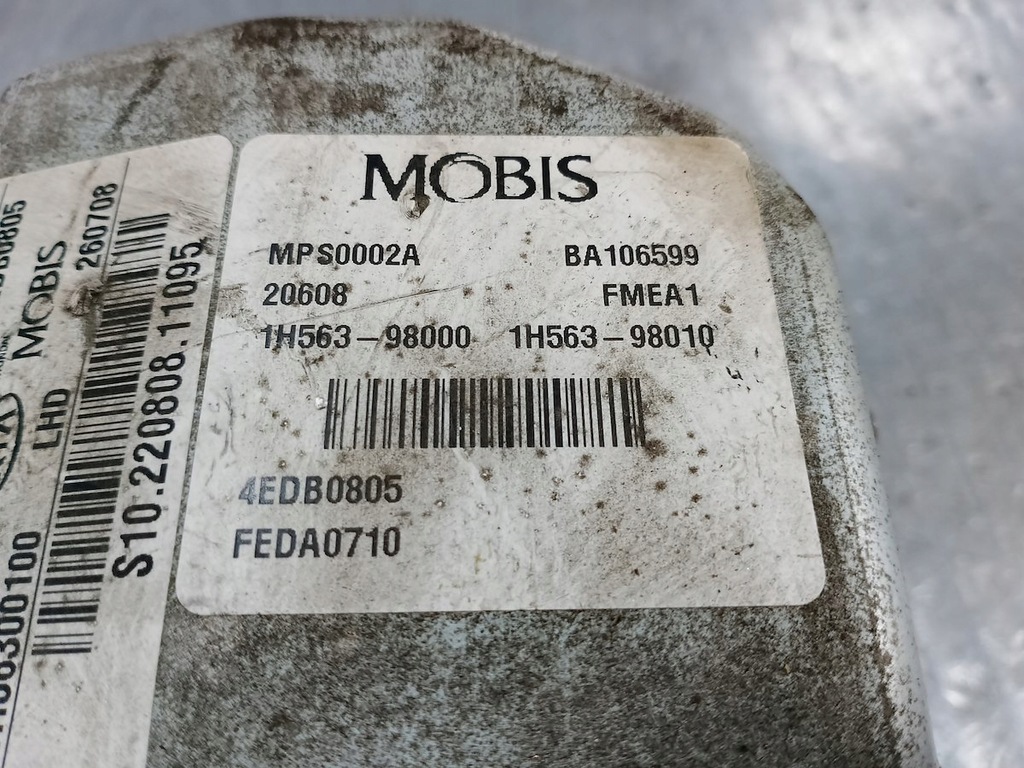 MOBIS
MPS0002A BA106599
20608 FMEA1
1H563-98000 1H563-98010
4EDB0805
FEDA0710
MOBIS
260708
LHD
S10.220808.11095